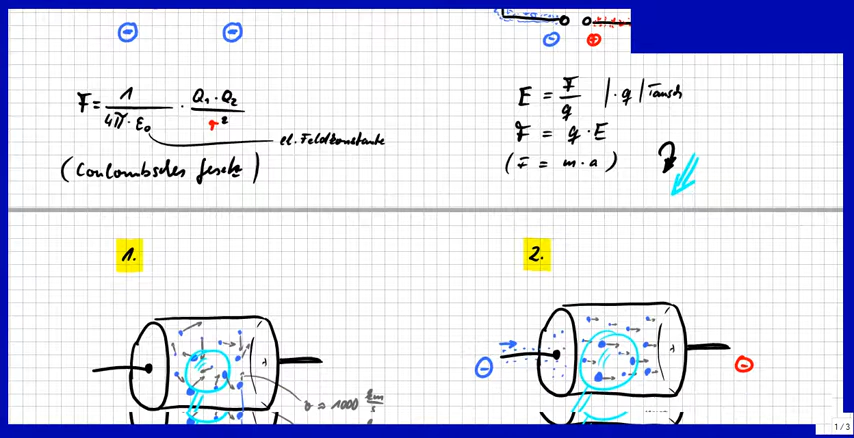 F = 1 / (4π · ε₀) · (Q₁ · Q₂) / r²
el. Feldkonstante
(Coulombsches Gesetz)
E = F / q | · q | Tausch
F = q · E
(F = m · a)
1.
2.
v ≈ 1000 km/s
1 / 3